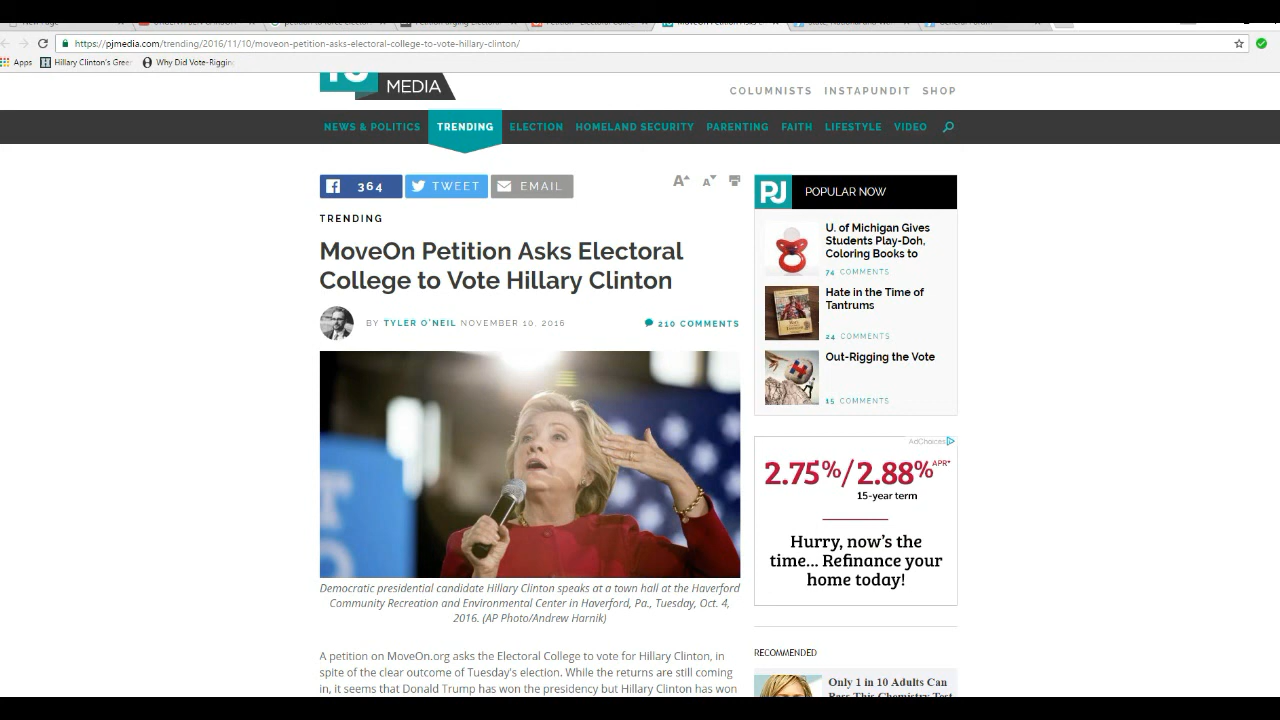 https://pjmedia.com/trending/2016/11/10/moveon-petition-asks-electoral-college-to-vote-hillary-clinton/
Apps Hillary Clinton's Green Why Did Vote-Rigging
MEDIA
COLUMNISTS INSTAPUNDIT SHOP
NEWS & POLITICS TRENDING ELECTION HOMELAND SECURITY PARENTING FAITH LIFESTYLE VIDEO
364 TWEET EMAIL
A A
TRENDING
MoveOn Petition Asks Electoral
College to Vote Hillary Clinton
BY TYLER O'NEIL NOVEMBER 10, 2016
210 COMMENTS
Democratic presidential candidate Hillary Clinton speaks at a town hall at the Haverford
Community Recreation and Environmental Center in Haverford, Pa., Tuesday, Oct. 4,
2016. (AP Photo/Andrew Harnik)
A petition on MoveOn.org asks the Electoral College to vote for Hillary Clinton, in
spite of the clear outcome of Tuesday's election. While the returns are still coming
in, it seems that Donald Trump has won the presidency but Hillary Clinton has won
PJ POPULAR NOW
U. of Michigan Gives
Students Play-Doh,
Coloring Books to
74 COMMENTS
Hate in the Time of
Tantrums
24 COMMENTS
Out-Rigging the Vote
15 COMMENTS
AdChoices
2.75%/2.88% APR*
15-year term
Hurry, now's the
time... Refinance your
home today!
RECOMMENDED
Only 1 in 10 Adults Can
Pass This Chemistry Test